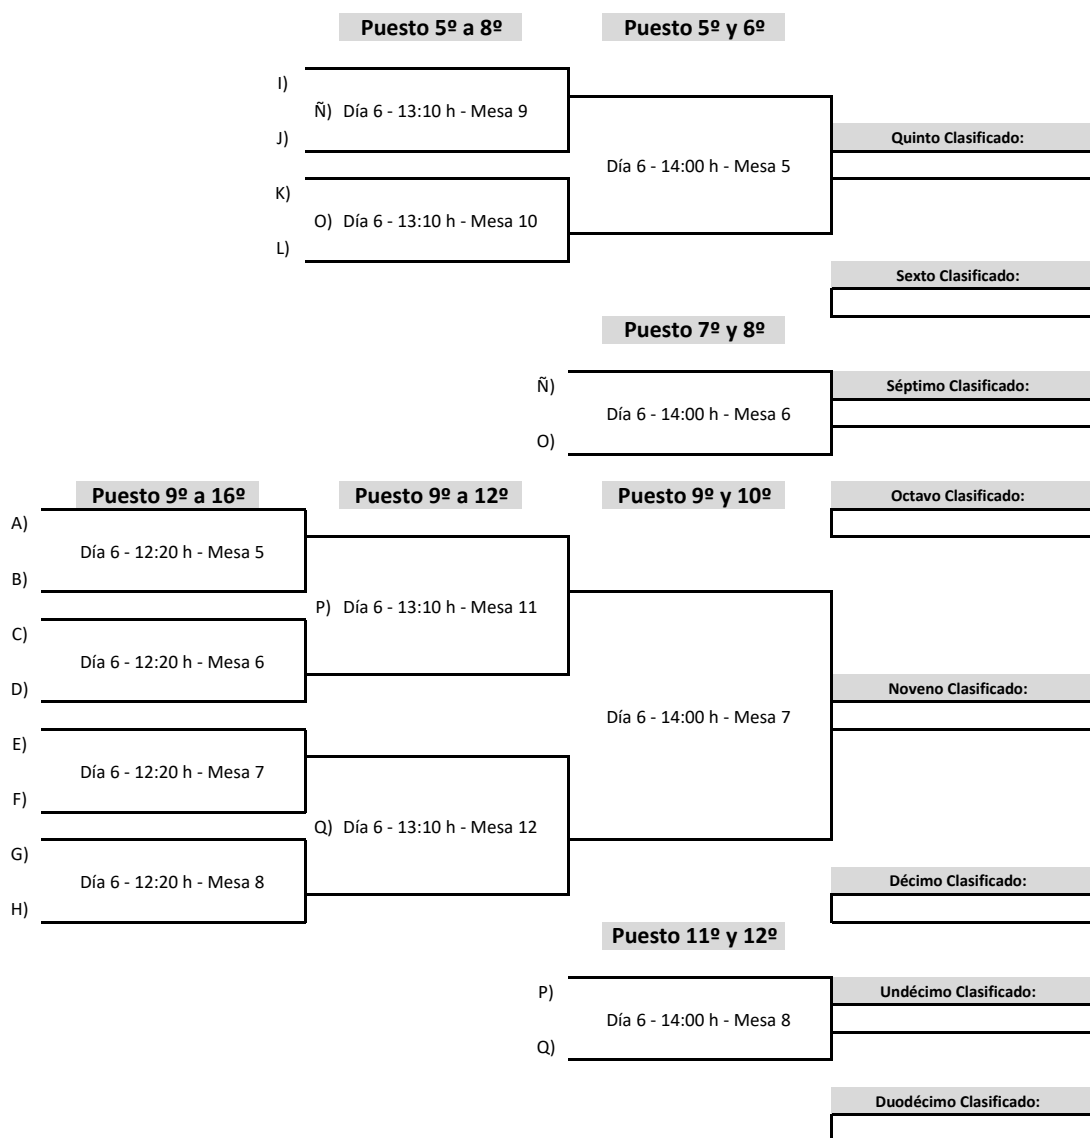 Puesto 5º a 8º Puesto 5º y 6º
I)
Ñ) Día 6 - 13:10 h - Mesa 9
J) Quinto Clasificado:
Día 6 - 14:00 h - Mesa 5
K)
O) Día 6 - 13:10 h - Mesa 10
L)
Sexto Clasificado:
Puesto 7º y 8º
Ñ) Séptimo Clasificado:
Día 6 - 14:00 h - Mesa 6
O)
Puesto 9º a 16º Puesto 9º a 12º Puesto 9º y 10º Octavo Clasificado:
A)
Día 6 - 12:20 h - Mesa 5
B)
P) Día 6 - 13:10 h - Mesa 11
C)
Día 6 - 12:20 h - Mesa 6
D) Noveno Clasificado:
Día 6 - 14:00 h - Mesa 7
E)
Día 6 - 12:20 h - Mesa 7
F)
Q) Día 6 - 13:10 h - Mesa 12
G)
Día 6 - 12:20 h - Mesa 8 Décimo Clasificado:
H)
Puesto 11º y 12º
P) Undécimo Clasificado:
Día 6 - 14:00 h - Mesa 8
Q)
Duodécimo Clasificado: